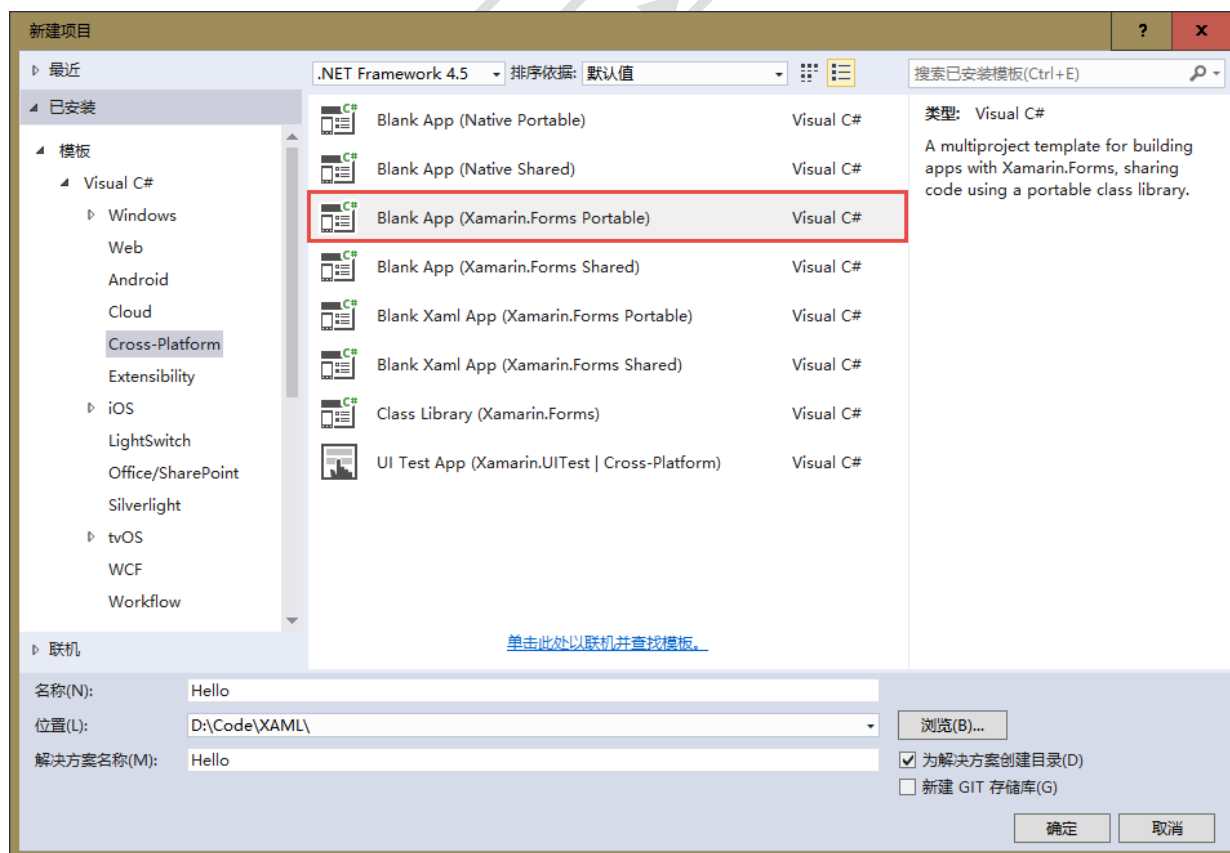 新建项目
? x
最近
.NET Framework 4.5 排序依据: 默认值
搜索已安装模板(Ctrl+E)
已安装
模板
Visual C#
Windows
Web
Android
Cloud
Cross-Platform
Extensibility
iOS
LightSwitch
Office/SharePoint
Silverlight
tvOS
WCF
Workflow
联机
C# Blank App (Native Portable) Visual C#
C# Blank App (Native Shared) Visual C#
C# Blank App (Xamarin.Forms Portable) Visual C#
C# Blank App (Xamarin.Forms Shared) Visual C#
C# Blank Xaml App (Xamarin.Forms Portable) Visual C#
C# Blank Xaml App (Xamarin.Forms Shared) Visual C#
C# Class Library (Xamarin.Forms) Visual C#
UI Test App (Xamarin.UITest | Cross-Platform) Visual C#
单击此处以联机并查找模板。
类型: Visual C#
A multiproject template for building
apps with Xamarin.Forms, sharing
code using a portable class library.
名称(N): Hello
位置(L): D:\Code\XAML\
浏览(B)...
解决方案名称(M): Hello
为解决方案创建目录(D)
新建 GIT 存储库(G)
确定 取消